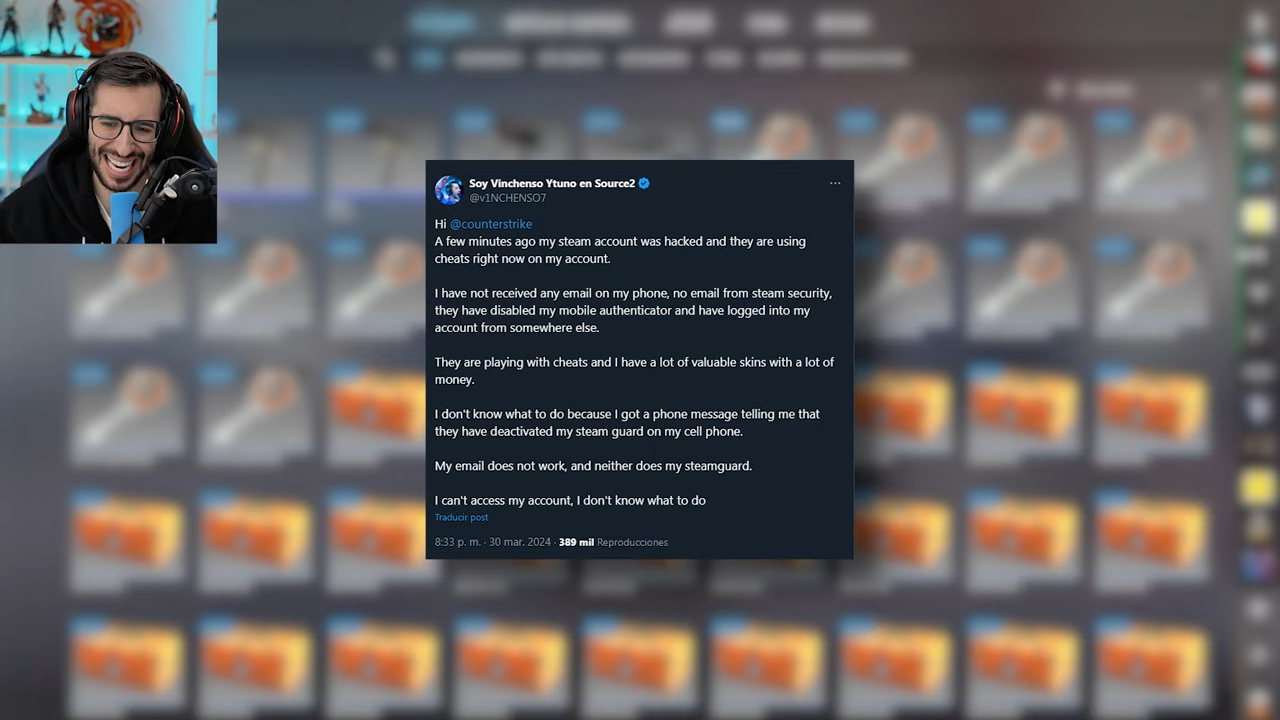 Soy Vinchenso Ytuno en Source2
@v1NCHENSO7
Hi @counterstrike
A few minutes ago my steam account was hacked and they are using
cheats right now on my account.
I have not received any email on my phone, no email from steam security,
they have disabled my mobile authenticator and have logged into my
account from somewhere else.
They are playing with cheats and I have a lot of valuable skins with a lot of
money.
I don't know what to do because I got a phone message telling me that
they have deactivated my steam guard on my cell phone.
My email does not work, and neither does my steamguard.
I can't access my account, I don't know what to do
Traducir post
8:33 p. m. · 30 mar. 2024 · 389 mil Reproducciones